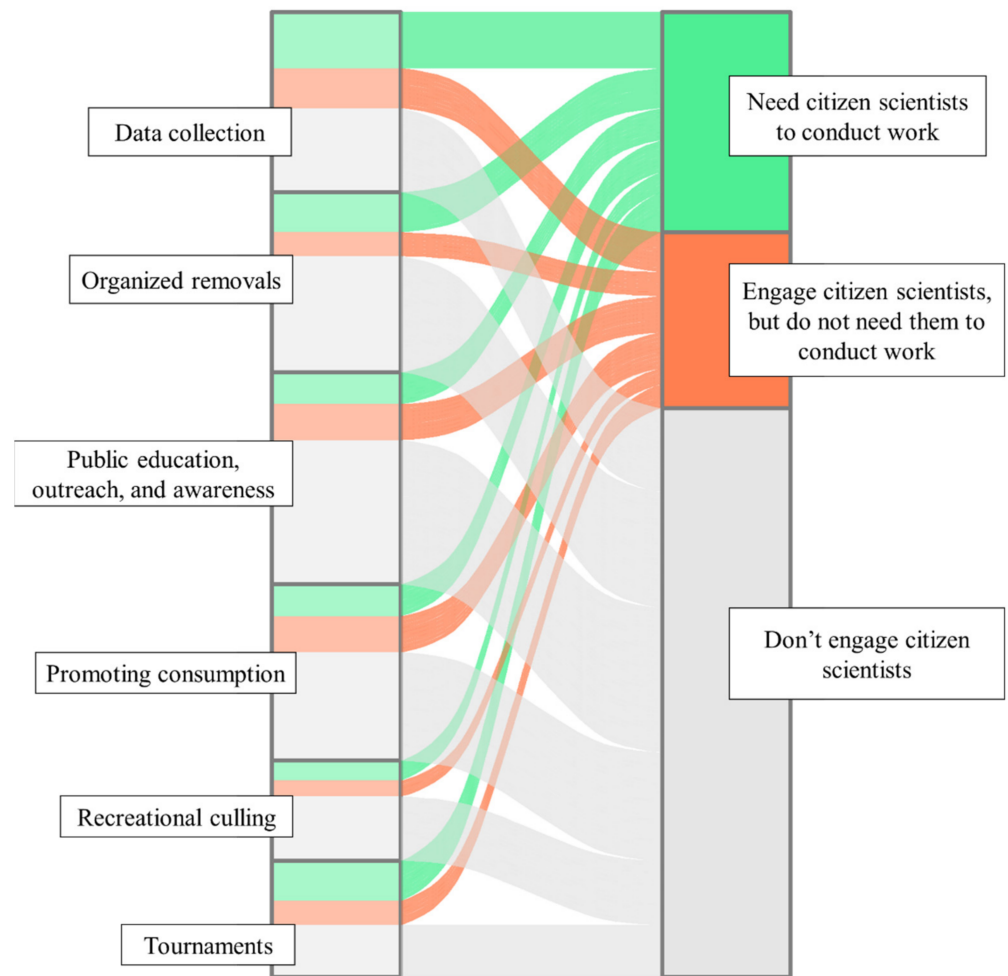 Data collection
Organized removals
Public education,
outreach, and awareness
Promoting consumption
Recreational culling
Tournaments
Need citizen scientists
to conduct work
Engage citizen scientists,
but do not need them to
conduct work
Don’t engage citizen
scientists